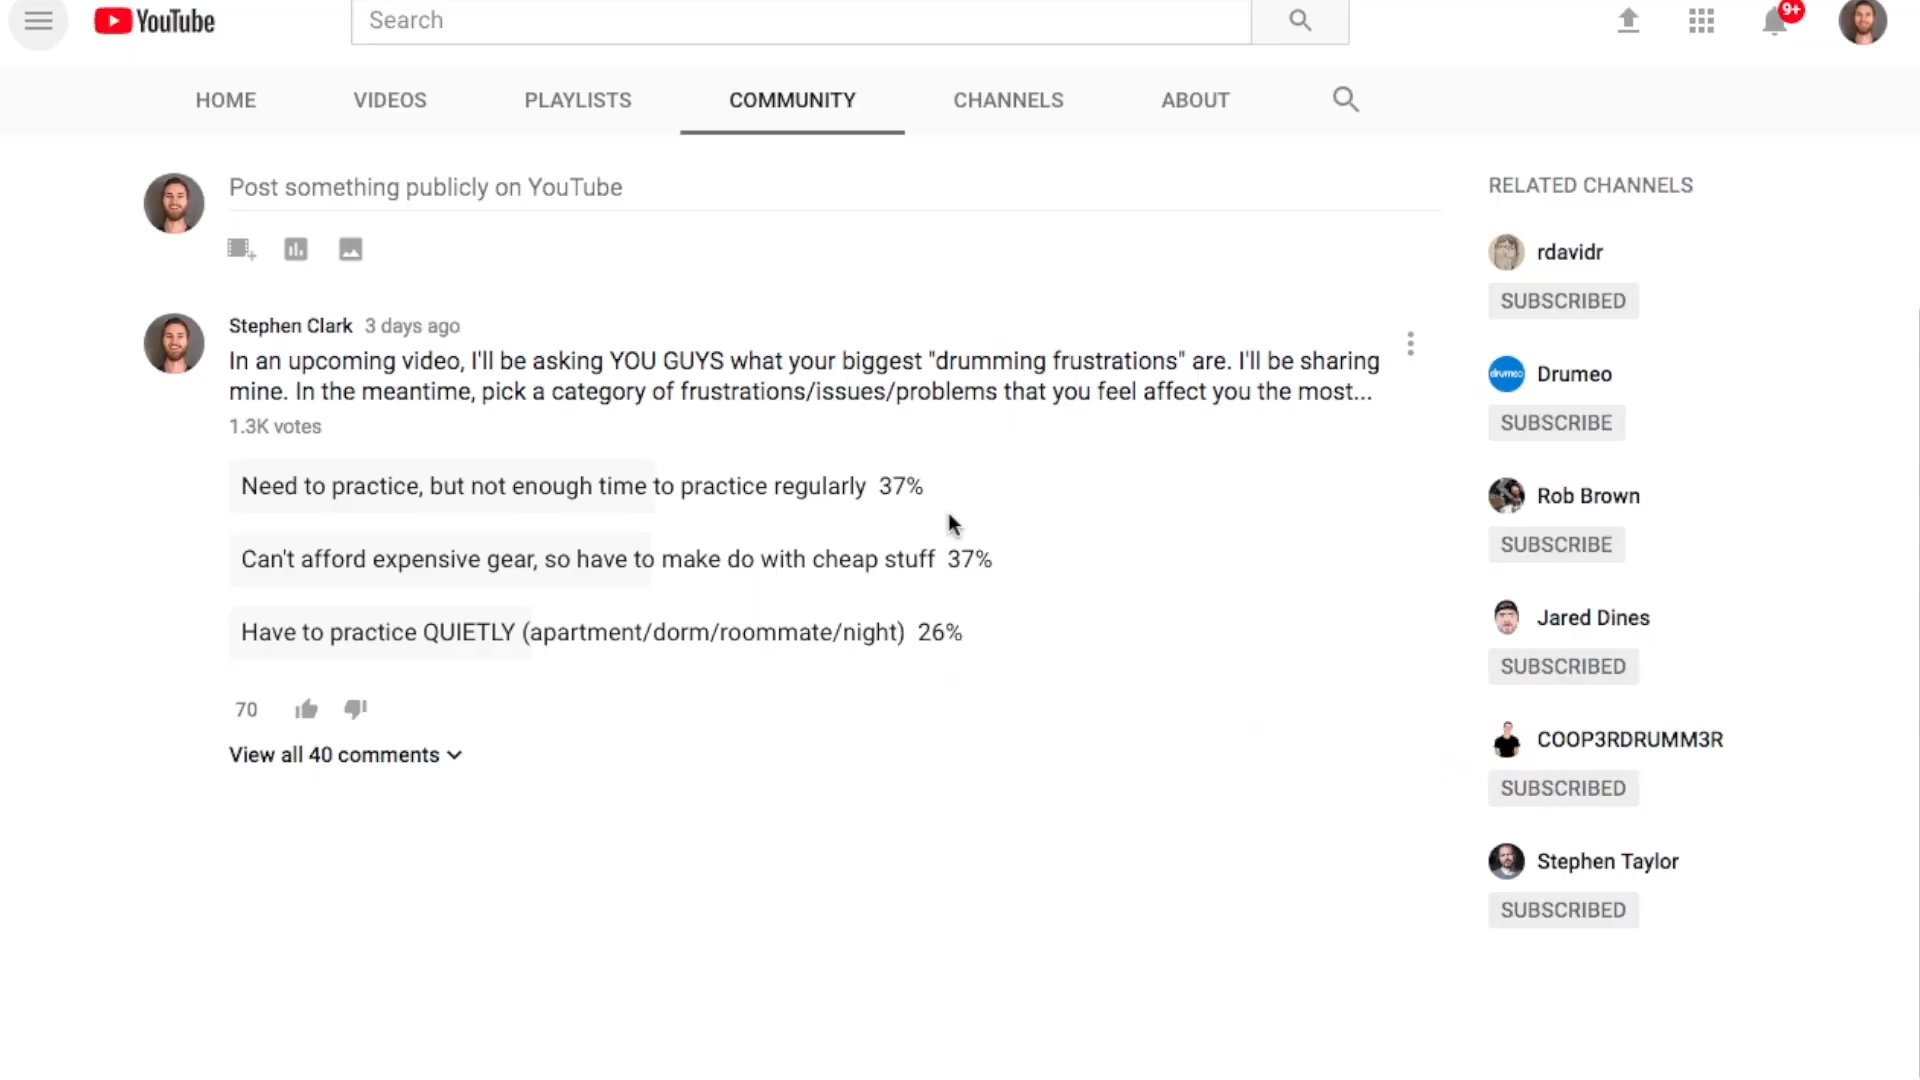 YouTube
Search
9+
HOME VIDEOS PLAYLISTS COMMUNITY CHANNELS ABOUT
Post something publicly on YouTube
Stephen Clark 3 days ago
In an upcoming video, I'll be asking YOU GUYS what your biggest "drumming frustrations" are. I'll be sharing
mine. In the meantime, pick a category of frustrations/issues/problems that you feel affect you the most...
1.3K votes
Need to practice, but not enough time to practice regularly 37%
Can't afford expensive gear, so have to make do with cheap stuff 37%
Have to practice QUIETLY (apartment/dorm/roommate/night) 26%
70
View all 40 comments
RELATED CHANNELS
rdavidr
SUBSCRIBED
drumeo
Drumeo
SUBSCRIBE
Rob Brown
SUBSCRIBE
Jared Dines
SUBSCRIBED
COOP3RDRUMM3R
SUBSCRIBED
Stephen Taylor
SUBSCRIBED